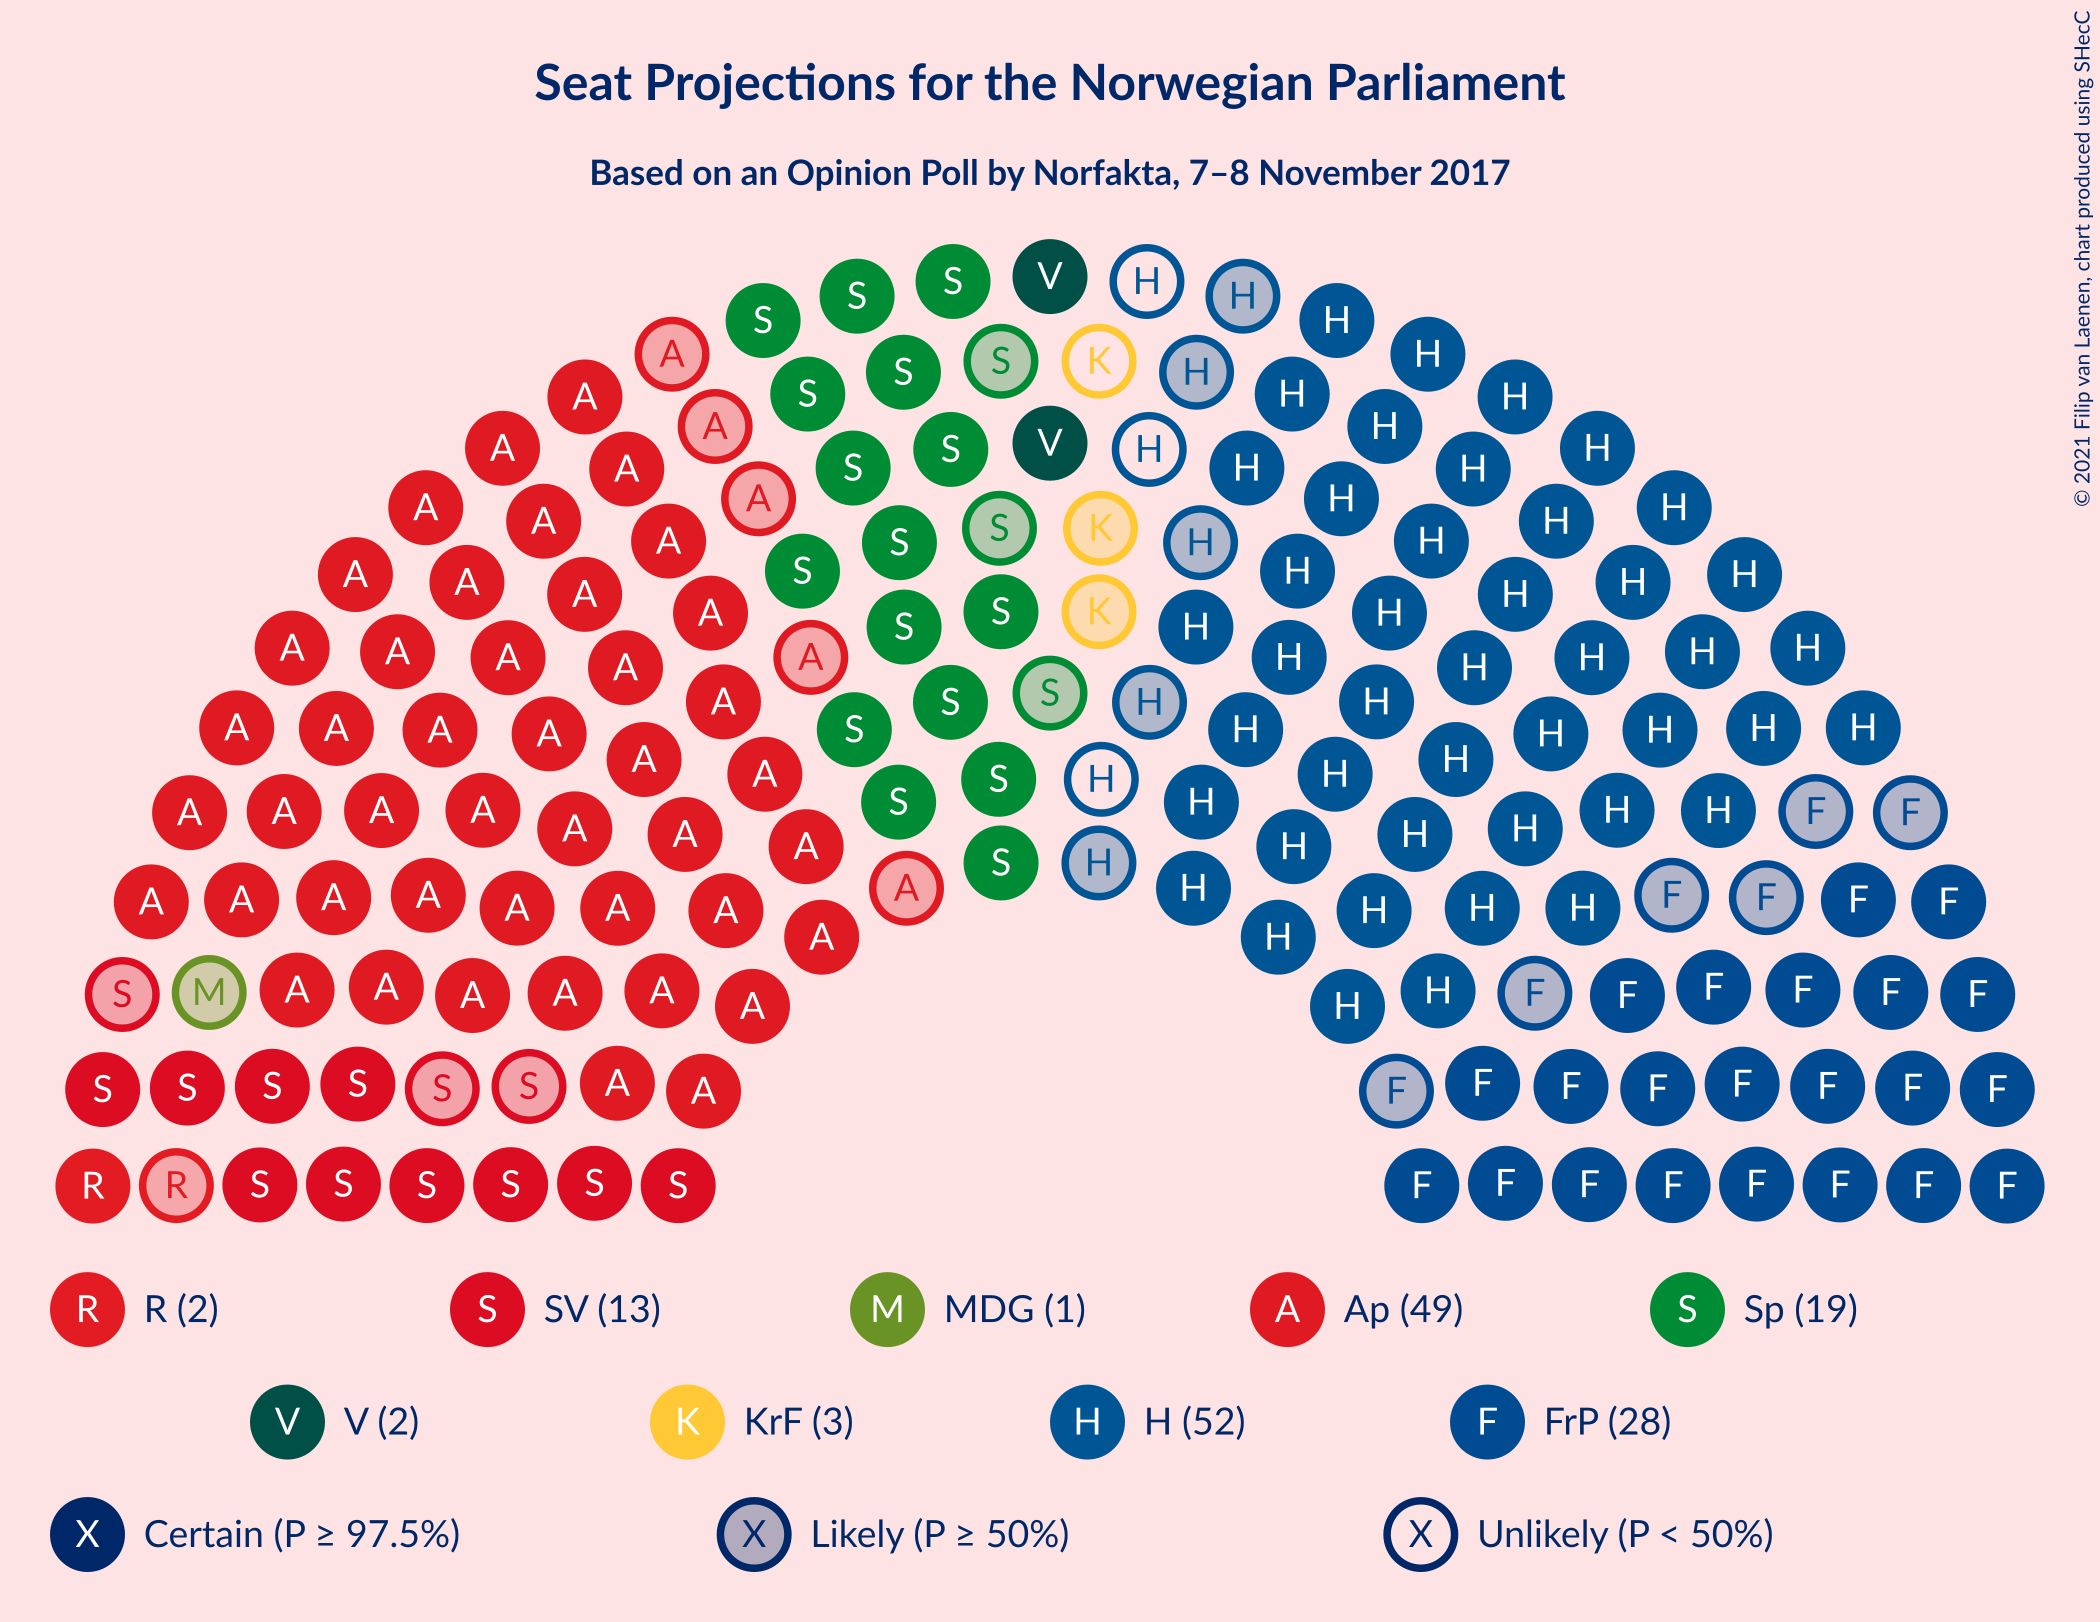 Seat Projections for the Norwegian Parliament
Based on an Opinion Poll by Norfakta, 7–8 November 2017
© 2021 Filip van Laenen, chart produced using SHecC
S S S V H H H
A S S S K H H H
A A S S V H H H H
A A A S S S K H H H H H
A A A S S S K H H H H H
A A A A A S S S H H H H H H
A A A A A A S S H H H H H H H H
A A A A A A A S H H H H H H H F F
A A A A A A A A H H H H F F F F
S M A A A A A A H H F F F F F F
S S S S S S A A F F F F F F F F
R R S S S S S S F F F F F F F F
R R (2) S SV (13) M MDG (1) A Ap (49) S Sp (19)
V V (2) K KrF (3) H H (52) F FrP (28)
X Certain (P ≥ 97.5%) X Likely (P ≥ 50%) X Unlikely (P < 50%)